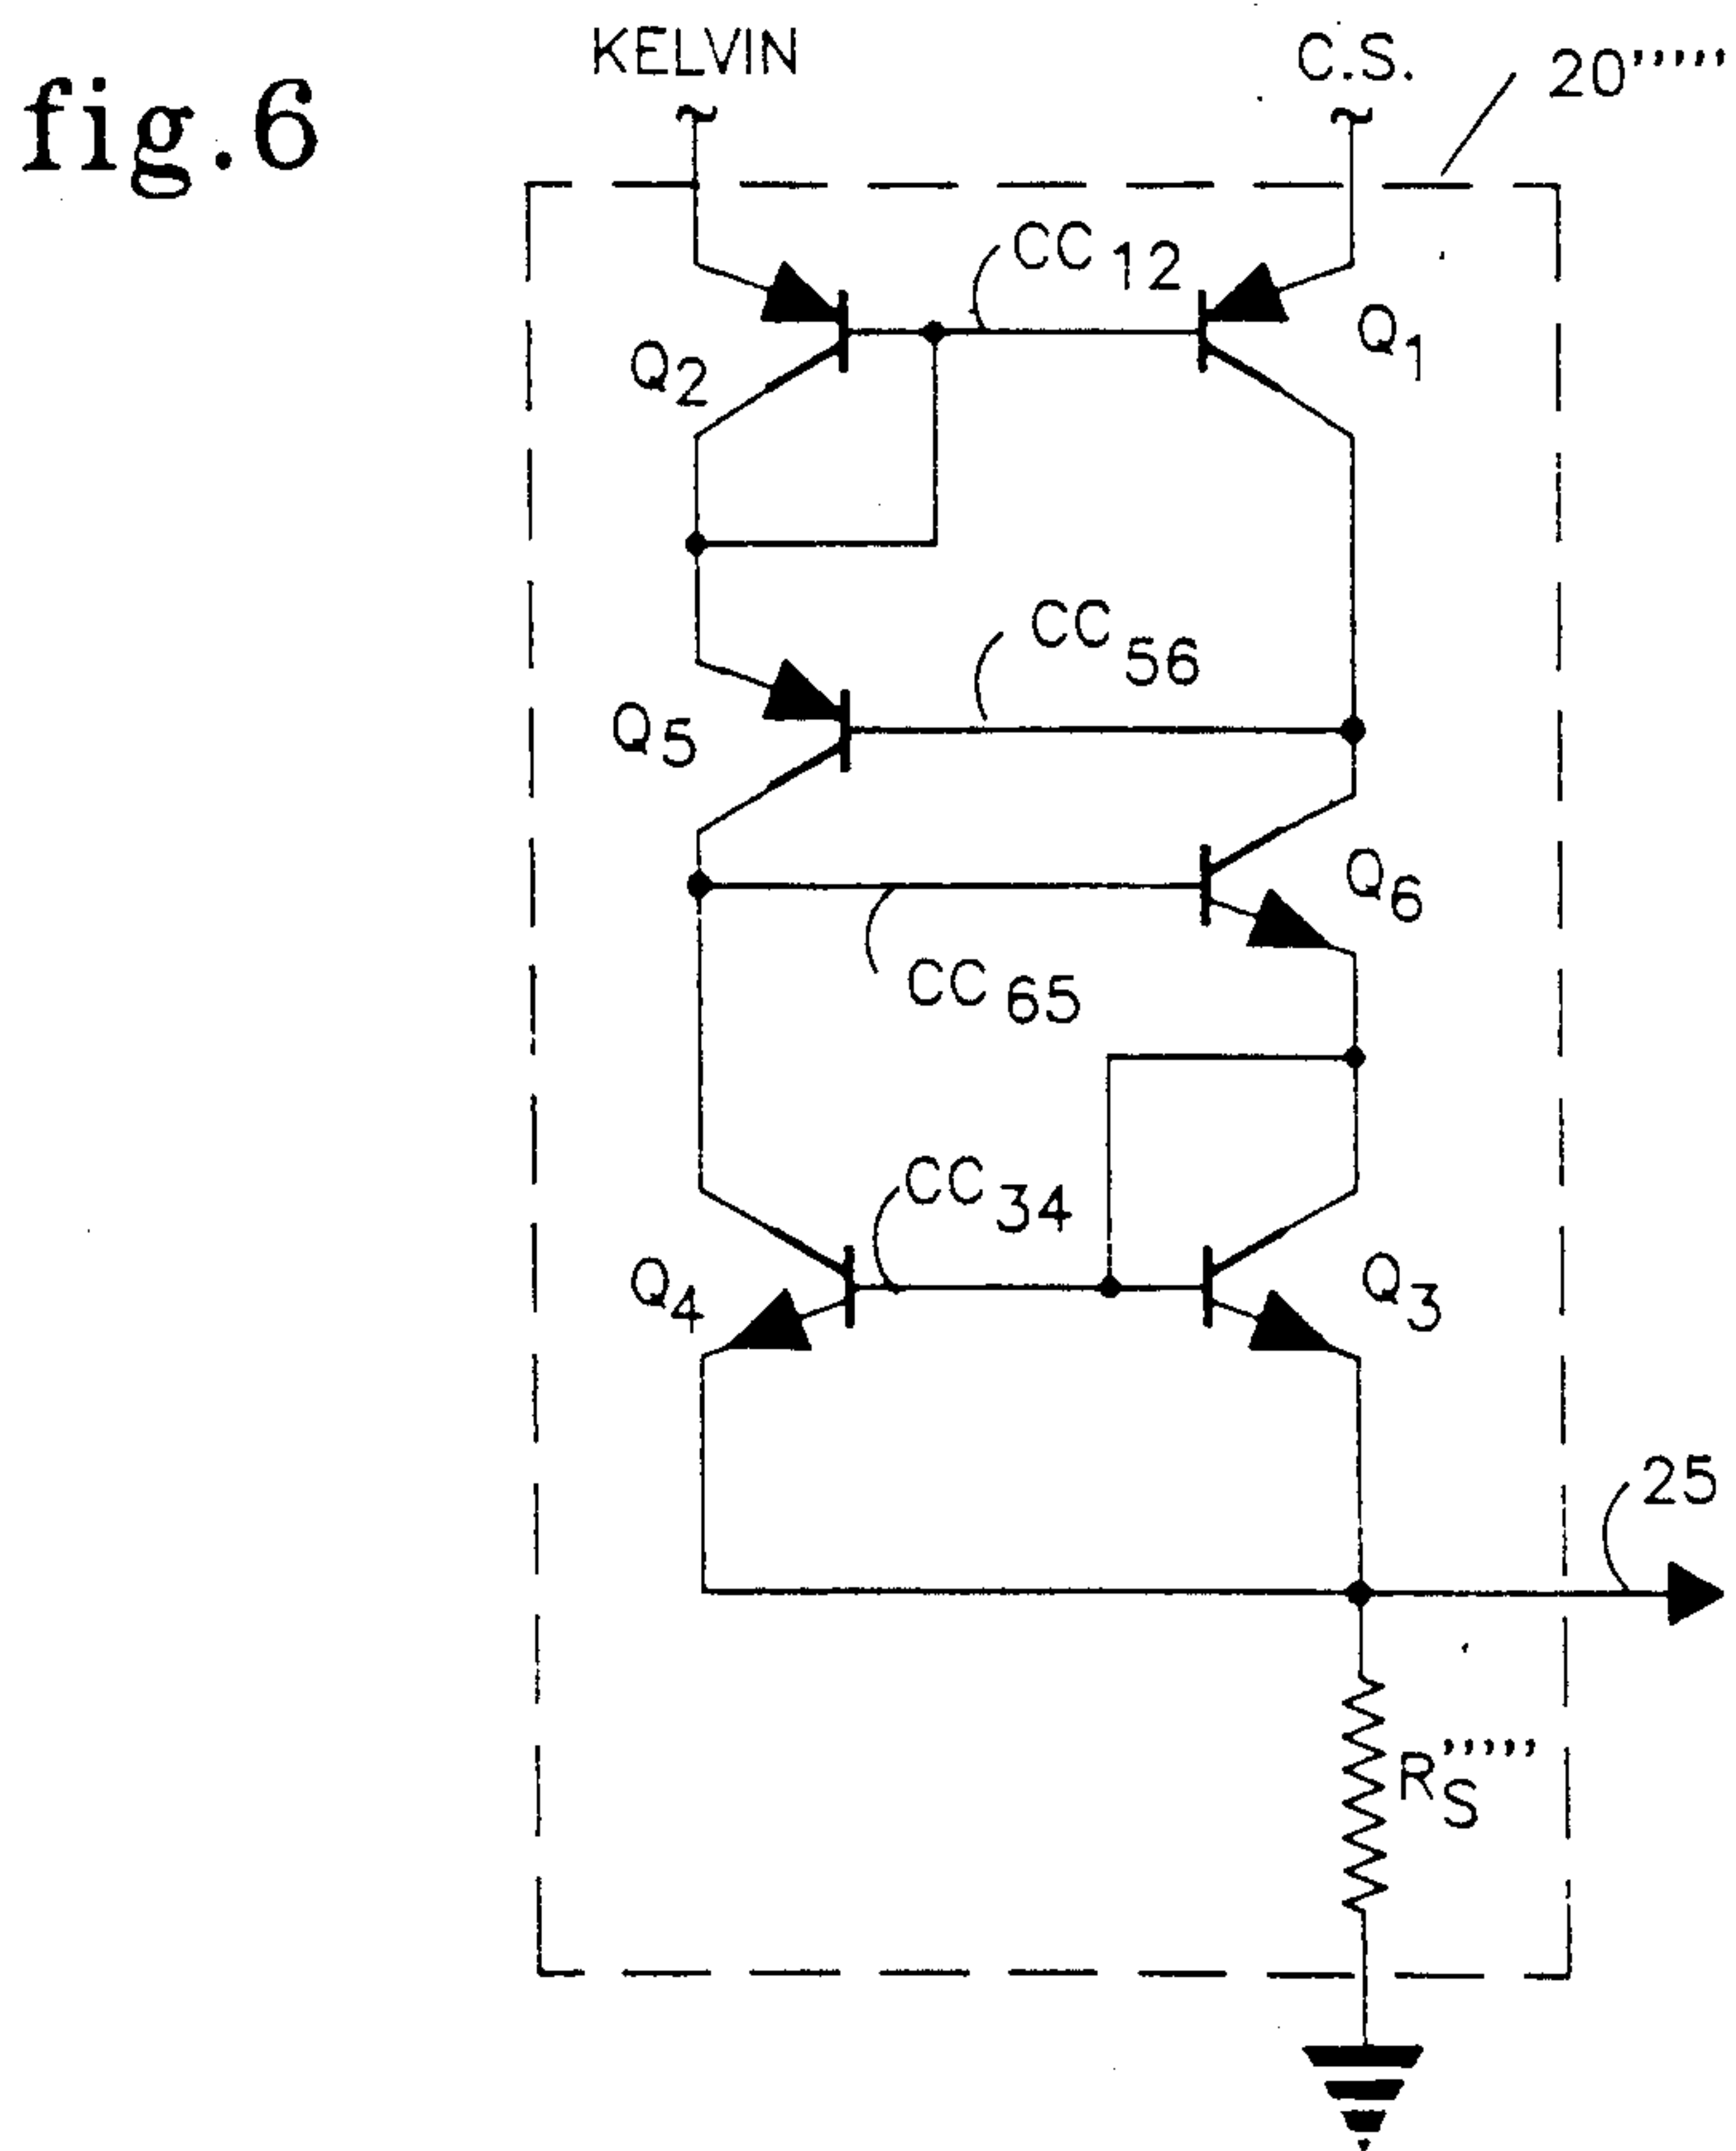 fig.6
KELVIN
C.S.
20'''''
CC12
Q2
Q1
CC56
Q5
Q6
CC65
CC34
Q4
Q3
25
RS'''''